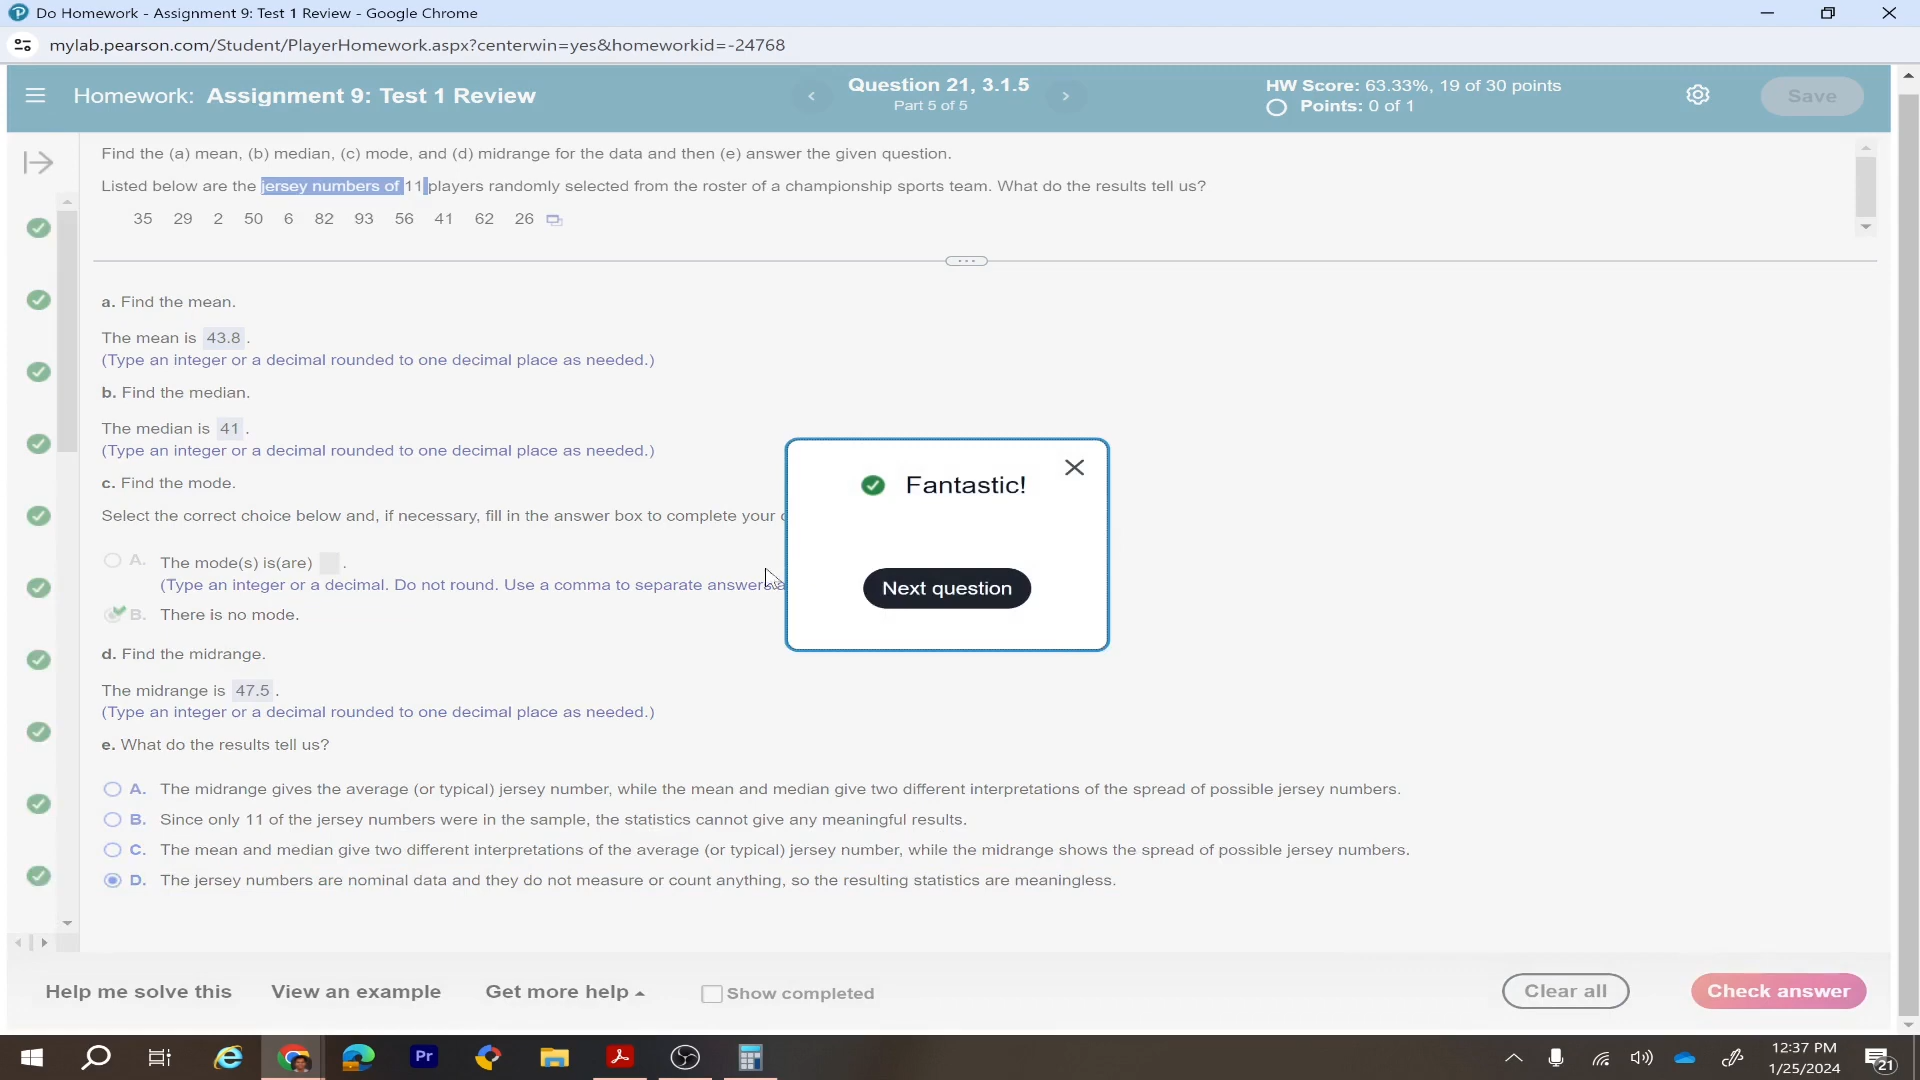 Do Homework - Assignment 9: Test 1 Review - Google Chrome
mylab.pearson.com/Student/PlayerHomework.aspx?centerwin=yes&homeworkid=-24768
Homework: Assignment 9: Test 1 Review
Question 21, 3.1.5
Part 5 of 5
HW Score: 63.33%, 19 of 30 points
Points: 0 of 1
Save
Find the (a) mean, (b) median, (c) mode, and (d) midrange for the data and then (e) answer the given question.
Listed below are the jersey numbers of 11 players randomly selected from the roster of a championship sports team. What do the results tell us?
35 29 2 50 6 82 93 56 41 62 26
a. Find the mean.
The mean is 43.8.
(Type an integer or a decimal rounded to one decimal place as needed.)
b. Find the median.
The median is 41.
(Type an integer or a decimal rounded to one decimal place as needed.)
c. Find the mode.
Select the correct choice below and, if necessary, fill in the answer box to complete your
A. The mode(s) is(are) .
(Type an integer or a decimal. Do not round. Use a comma to separate answers
B. There is no mode.
d. Find the midrange.
The midrange is 47.5.
(Type an integer or a decimal rounded to one decimal place as needed.)
e. What do the results tell us?
A. The midrange gives the average (or typical) jersey number, while the mean and median give two different interpretations of the spread of possible jersey numbers.
B. Since only 11 of the jersey numbers were in the sample, the statistics cannot give any meaningful results.
C. The mean and median give two different interpretations of the average (or typical) jersey number, while the midrange shows the spread of possible jersey numbers.
D. The jersey numbers are nominal data and they do not measure or count anything, so the resulting statistics are meaningless.
Fantastic!
Next question
Help me solve this
View an example
Get more help
Show completed
Clear all
Check answer
Pr
12:37 PM
1/25/2024
21